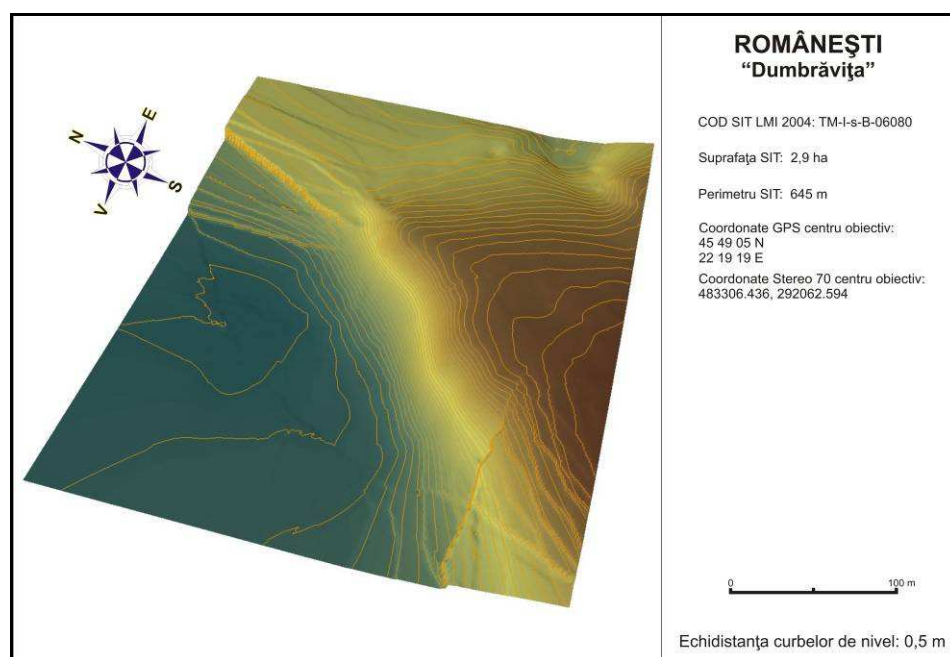 ROMÂNEŞTI
“Dumbrăviţa”
COD SIT LMI 2004: TM-I-s-B-06080
Suprafaţa SIT: 2,9 ha
Perimetru SIT: 645 m
Coordonate GPS centru obiectiv:
45 49 05 N
22 19 19 E
Coordonate Stereo 70 centru obiectiv:
483306.436, 292062.594
N
E
V
S
0 100 m
Echidistanţa curbelor de nivel: 0,5 m